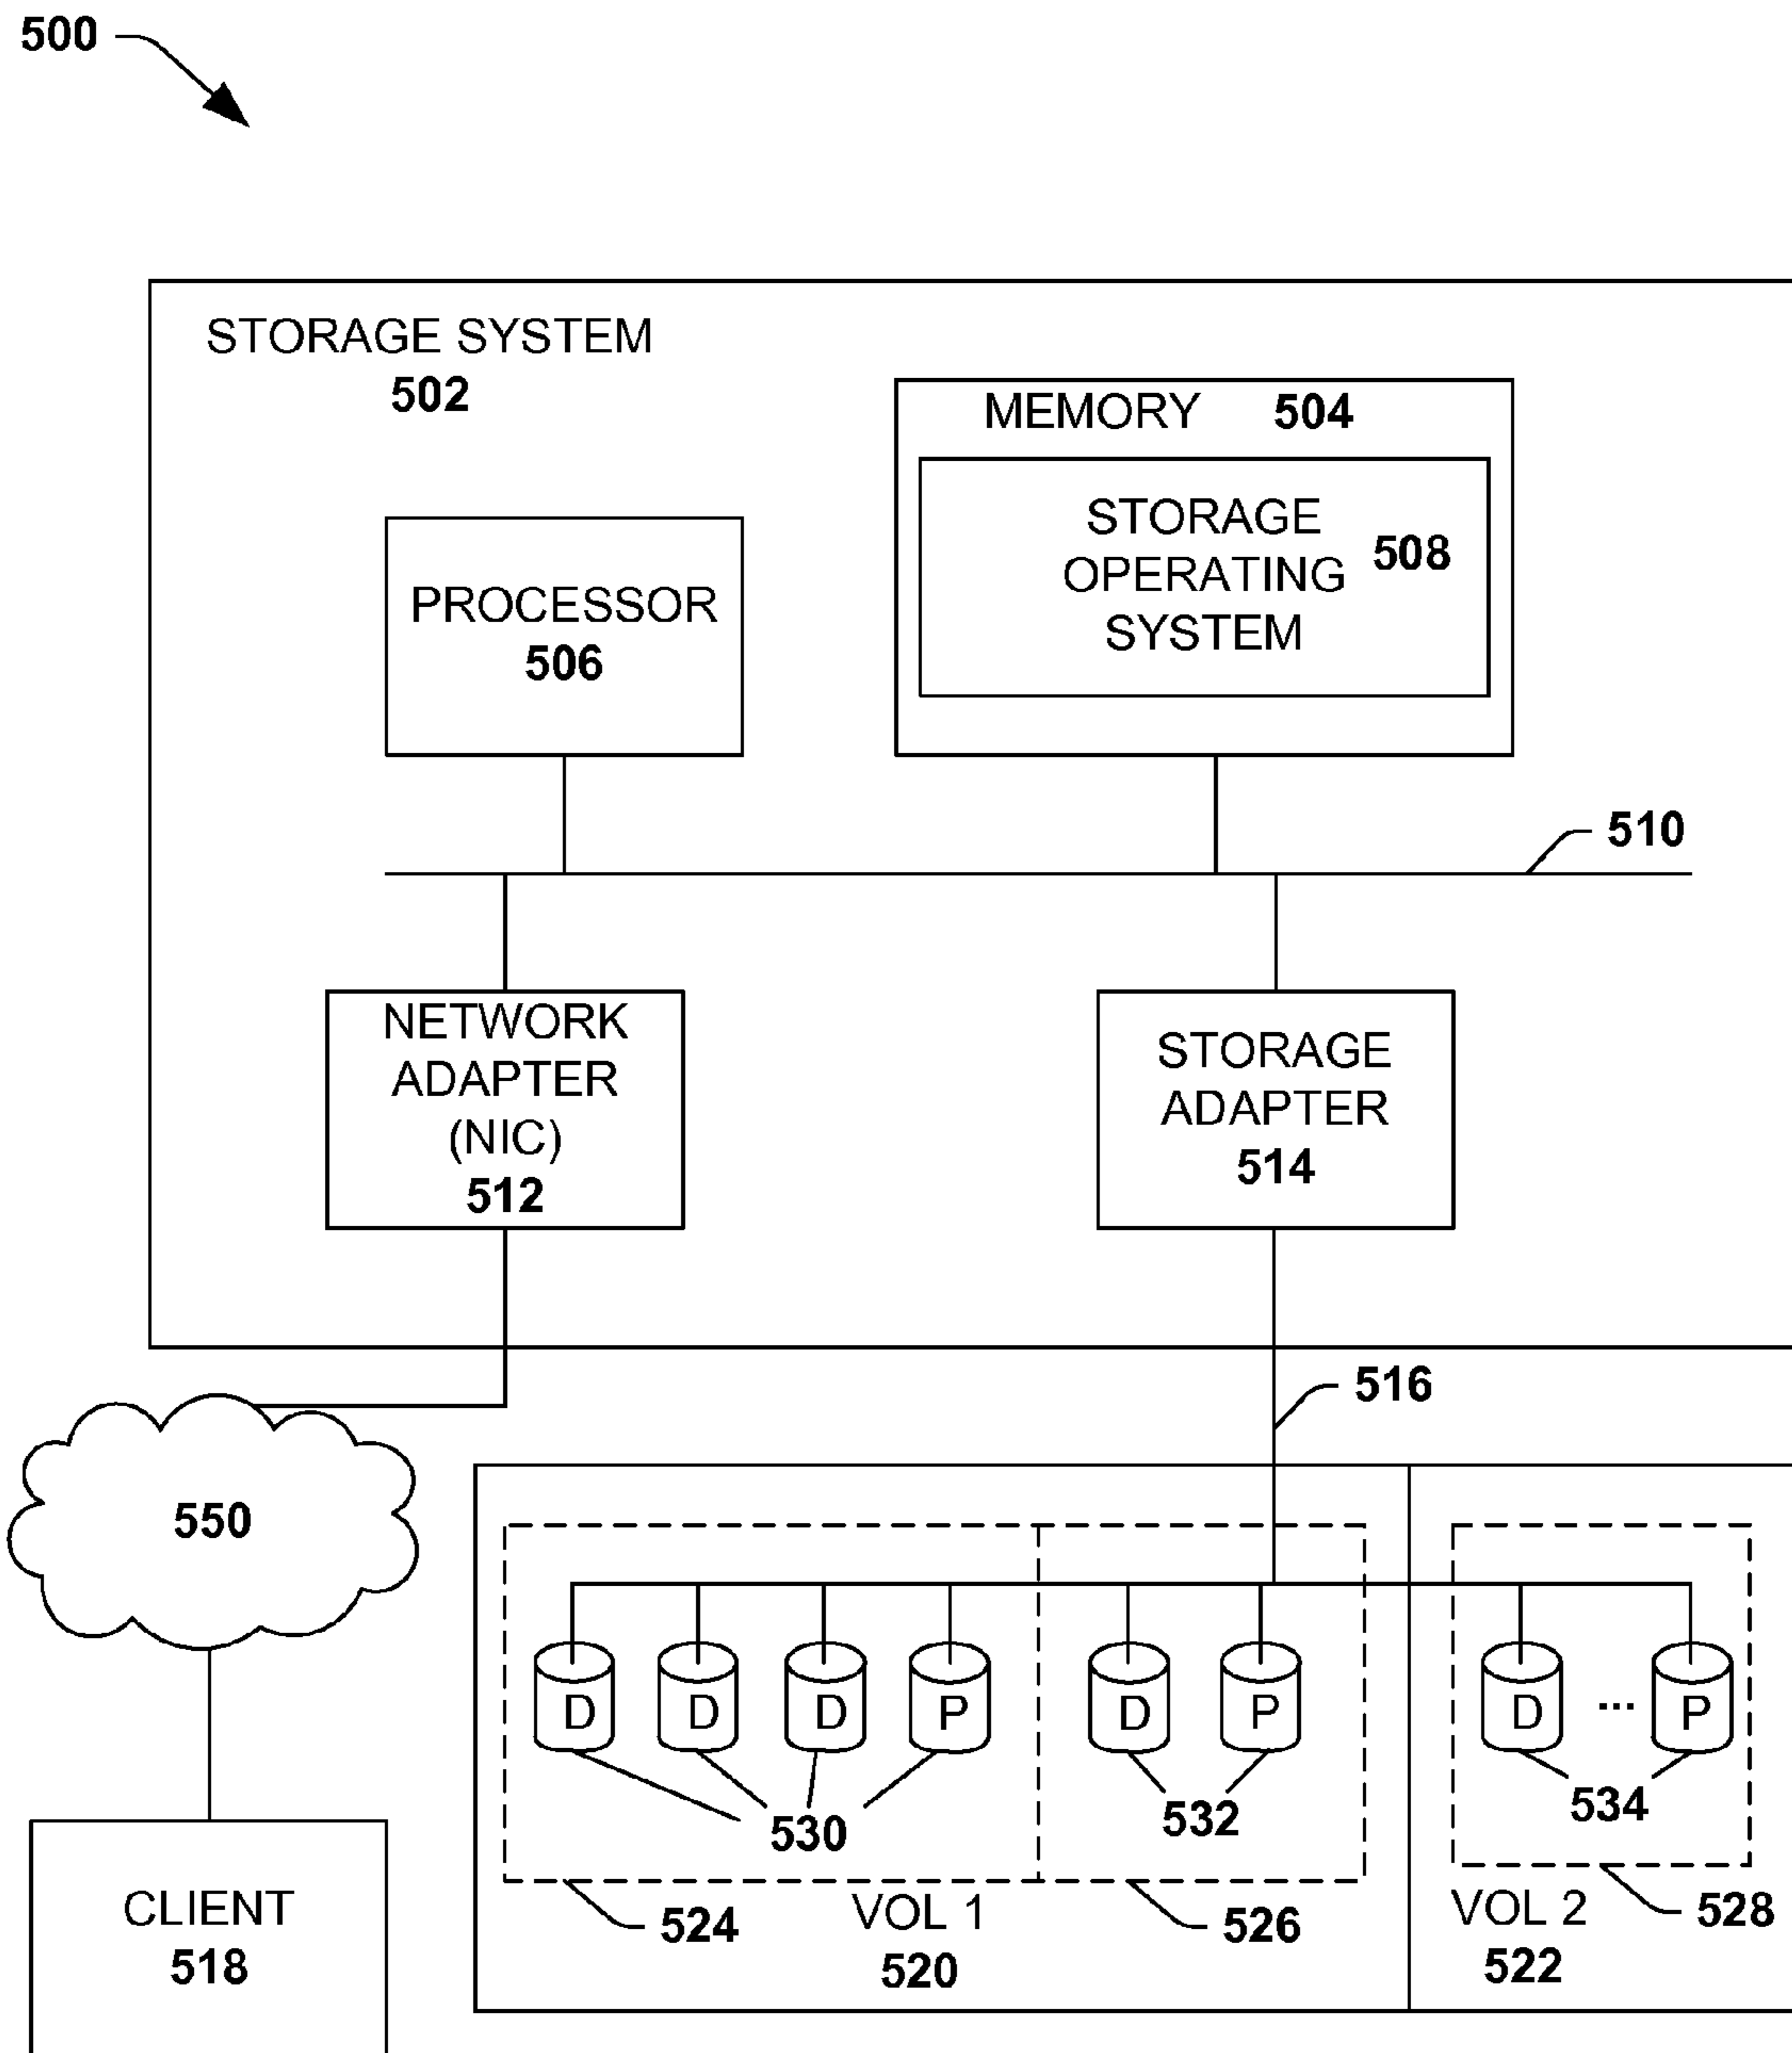 500
STORAGE SYSTEM
502
MEMORY 504
STORAGE
OPERATING
SYSTEM
508
PROCESSOR
506
510
NETWORK
ADAPTER
(NIC)
512
STORAGE
ADAPTER
514
516
550
D
D
D
P
D
P
D
...
P
530
532
534
524
VOL 1
520
526
VOL 2
522
528
CLIENT
518